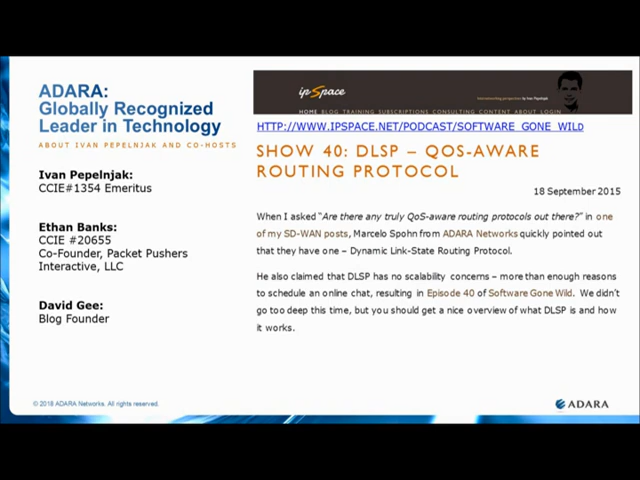 ADARA:
Globally Recognized
Leader in Technology
ABOUT IVAN PEPELNJAK AND CO-HOSTS
Ivan Pepelnjak:
CCIE#1354 Emeritus
Ethan Banks:
CCIE #20655
Co-Founder, Packet Pushers
Interactive, LLC
David Gee:
Blog Founder
ipSpace
Internetworking perspectives by Ivan Pepelnjak
HOME BLOG TRAINING SUBSCRIPTIONS CONSULTING CONTENT ABOUT LOGIN
HTTP://WWW.IPSPACE.NET/PODCAST/SOFTWARE_GONE_WILD
SHOW 40: DLSP – QOS-AWARE
ROUTING PROTOCOL
18 September 2015
When I asked "Are there any truly QoS-aware routing protocols out there?" in one
of my SD-WAN posts, Marcelo Spohn from ADARA Networks quickly pointed out
that they have one – Dynamic Link-State Routing Protocol.
He also claimed that DLSP has no scalability concerns – more than enough reasons
to schedule an online chat, resulting in Episode 40 of Software Gone Wild. We didn't
go too deep this time, but you should get a nice overview of what DLSP is and how
it works.
© 2018 ADARA Networks. All rights reserved.
ADARA